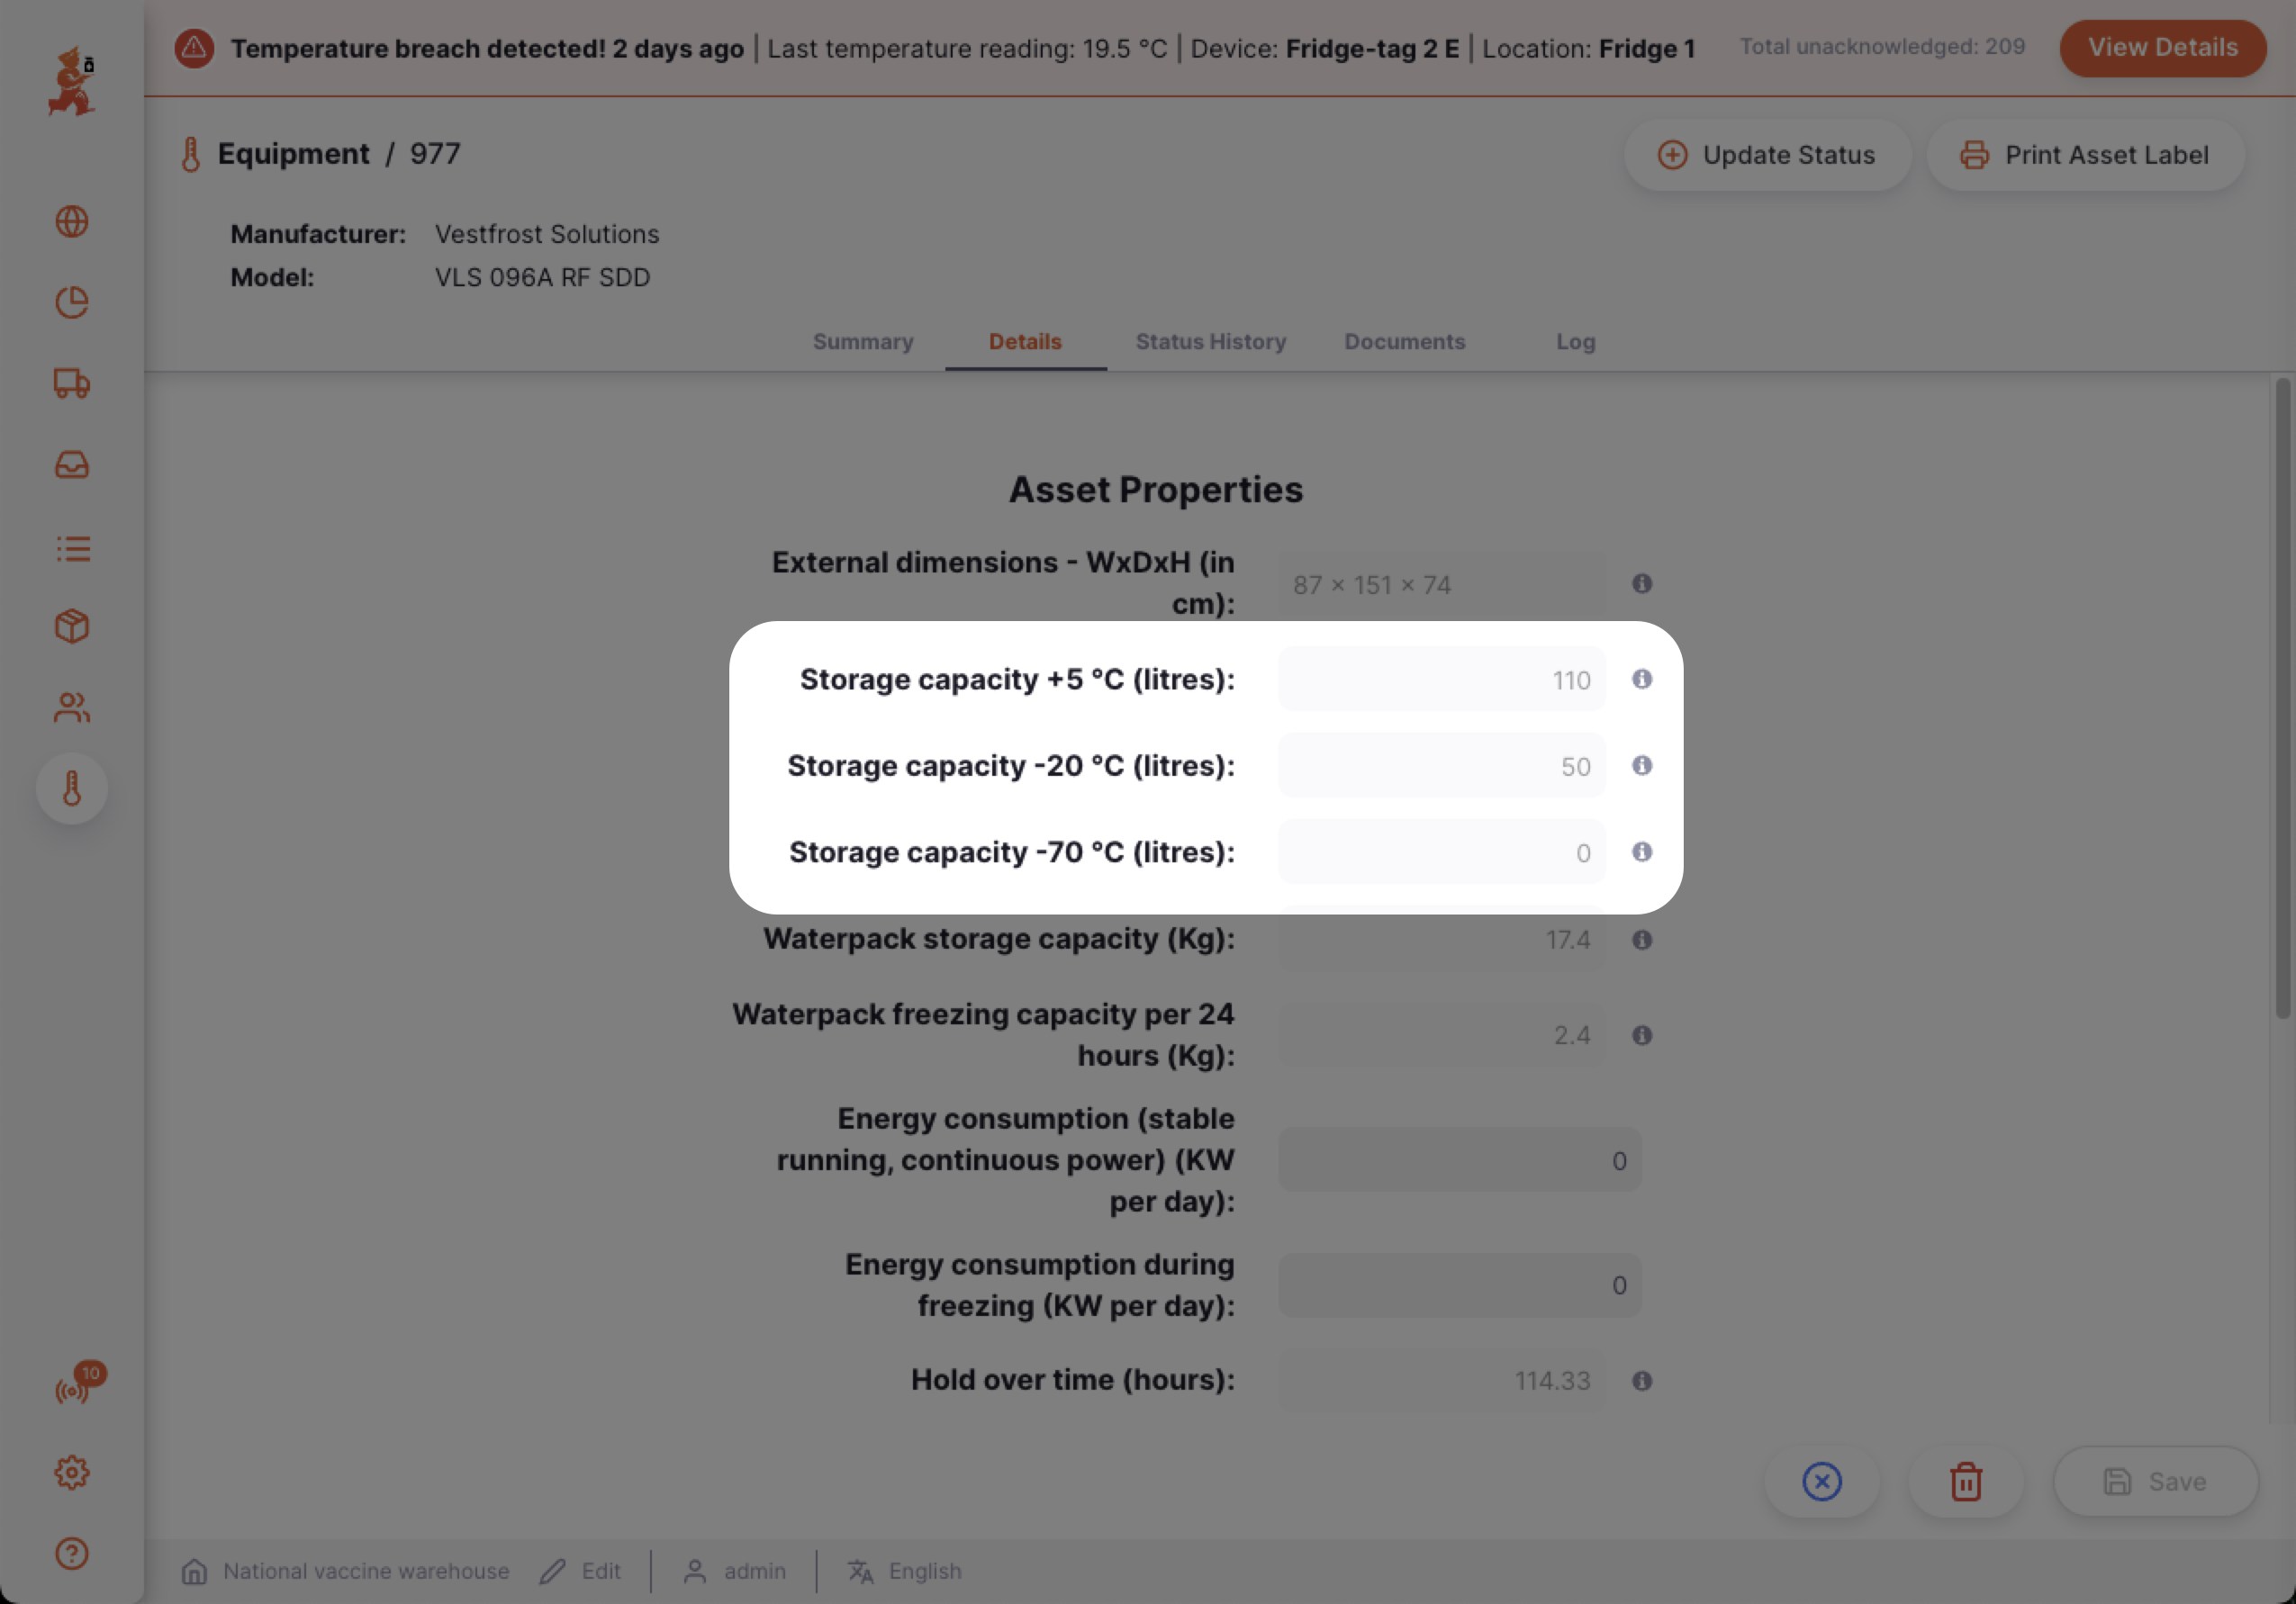 Temperature breach detected! 2 days ago | Last temperature reading: 19.5 °C | Device: Fridge-tag 2 E | Location: Fridge 1
Total unacknowledged: 209
View Details
Equipment / 977
Update Status
Print Asset Label
Manufacturer: Vestfrost Solutions
Model: VLS 096A RF SDD
Summary
Details
Status History
Documents
Log
Asset Properties
External dimensions - WxDxH (in
cm):
87 × 151 × 74
Storage capacity +5 °C (litres):
110
Storage capacity -20 °C (litres):
50
Storage capacity -70 °C (litres):
0
Waterpack storage capacity (Kg):
17.4
Waterpack freezing capacity per 24
hours (Kg):
2.4
Energy consumption (stable
running, continuous power) (KW
per day):
0
Energy consumption during
freezing (KW per day):
0
Hold over time (hours):
114.33
10
Save
National vaccine warehouse
Edit
admin
English